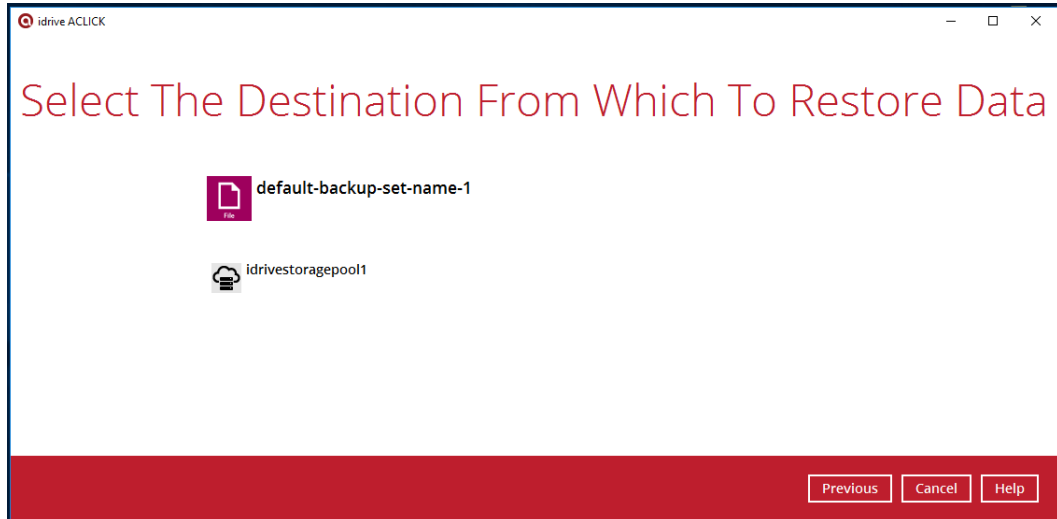 idrive ACLICK
Select The Destination From Which To Restore Data
File
default-backup-set-name-1
idrivestoragepool1
Previous Cancel Help